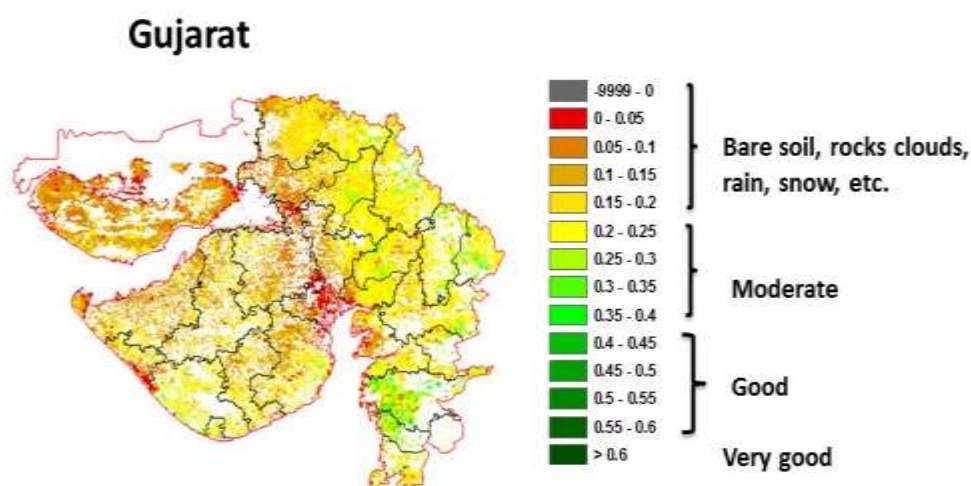 Gujarat
-9999 - 0
0 - 0.05
0.05 - 0.1
0.1 - 0.15
0.15 - 0.2
Bare soil, rocks clouds,
rain, snow, etc.
0.2 - 0.25
0.25 - 0.3
0.3 - 0.35
0.35 - 0.4
Moderate
0.4 - 0.45
0.45 - 0.5
0.5 - 0.55
0.55 - 0.6
Good
> 0.6
Very good